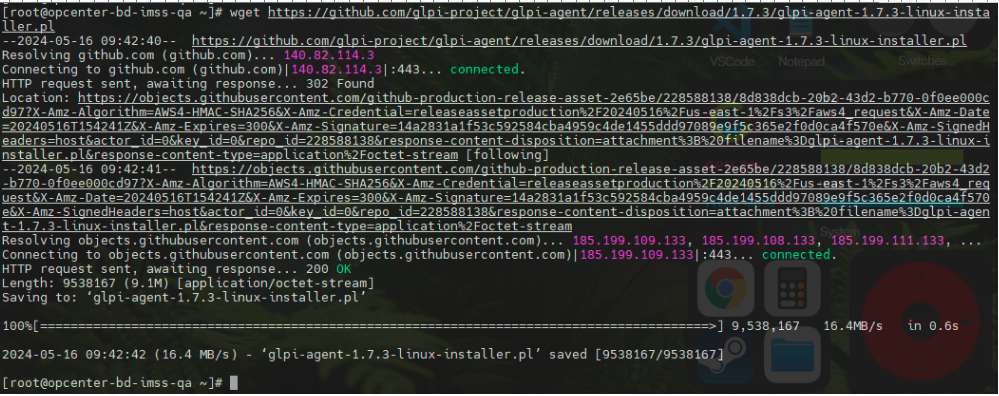 [root@opcenter-bd-imss-qa ~]# wget https://github.com/glpi-project/glpi-agent/releases/download/1.7.3/glpi-agent-1.7.3-linux-insta
ller.pl
--2024-05-16 09:42:40--  https://github.com/glpi-project/glpi-agent/releases/download/1.7.3/glpi-agent-1.7.3-linux-installer.pl
Resolving github.com (github.com)... 140.82.114.3
Connecting to github.com (github.com)|140.82.114.3|:443... connected.
HTTP request sent, awaiting response... 302 Found
Location: https://objects.githubusercontent.com/github-production-release-asset-2e65be/228588138/8d838dcb-20b2-43d2-b770-0f0ee000c
d97?X-Amz-Algorithm=AWS4-HMAC-SHA256&X-Amz-Credential=releaseassetproduction%2F20240516%2Fus-east-1%2Fs3%2Faws4_request&X-Amz-Date
=20240516T154241Z&X-Amz-Expires=300&X-Amz-Signature=14a2831a1f53c592584cba4959c4de1455ddd97089e9f5c365e2f0d0ca4f570e&X-Amz-SignedH
eaders=host&actor_id=0&key_id=0&repo_id=228588138&response-content-disposition=attachment%3B%20filename%3Dglpi-agent-1.7.3-linux-i
nstaller.pl&response-content-type=application%2Foctet-stream [following]
--2024-05-16 09:42:41--  https://objects.githubusercontent.com/github-production-release-asset-2e65be/228588138/8d838dcb-20b2-43d2
-b770-0f0ee000cd97?X-Amz-Algorithm=AWS4-HMAC-SHA256&X-Amz-Credential=releaseassetproduction%2F20240516%2Fus-east-1%2Fs3%2Faws4_req
uest&X-Amz-Date=20240516T154241Z&X-Amz-Expires=300&X-Amz-Signature=14a2831a1f53c592584cba4959c4de1455ddd97089e9f5c365e2f0d0ca4f570
e&X-Amz-SignedHeaders=host&actor_id=0&key_id=0&repo_id=228588138&response-content-disposition=attachment%3B%20filename%3Dglpi-agen
t-1.7.3-linux-installer.pl&response-content-type=application%2Foctet-stream
Resolving objects.githubusercontent.com (objects.githubusercontent.com)... 185.199.109.133, 185.199.108.133, 185.199.111.133, ...
Connecting to objects.githubusercontent.com (objects.githubusercontent.com)|185.199.109.133|:443... connected.
HTTP request sent, awaiting response... 200 OK
Length: 9538167 (9.1M) [application/octet-stream]
Saving to: ‘glpi-agent-1.7.3-linux-installer.pl’
100%[==========================================================================================>] 9,538,167   16.4MB/s   in 0.6s
2024-05-16 09:42:42 (16.4 MB/s) - ‘glpi-agent-1.7.3-linux-installer.pl’ saved [9538167/9538167]
[root@opcenter-bd-imss-qa ~]#
VSCode
Notepad
Switches
System